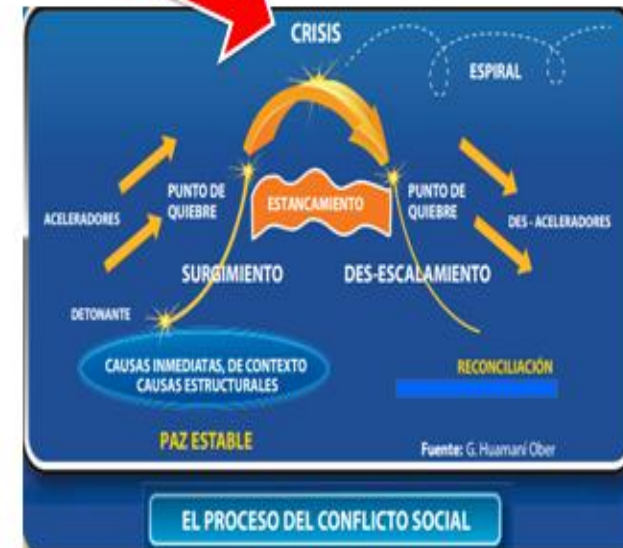 CRISIS
ESPIRAL
ACELERADORES
PUNTO DE
QUIEBRE
ESTANCAMIENTO
PUNTO DE
QUIEBRE
DES - ACELERADORES
SURGIMIENTO
DES-ESCALAMIENTO
DETONANTE
CAUSAS INMEDIATAS, DE CONTEXTO
CAUSAS ESTRUCTURALES
RECONCILIACIÓN
PAZ ESTABLE
Fuente: G. Huamaní Ober
EL PROCESO DEL CONFLICTO SOCIAL